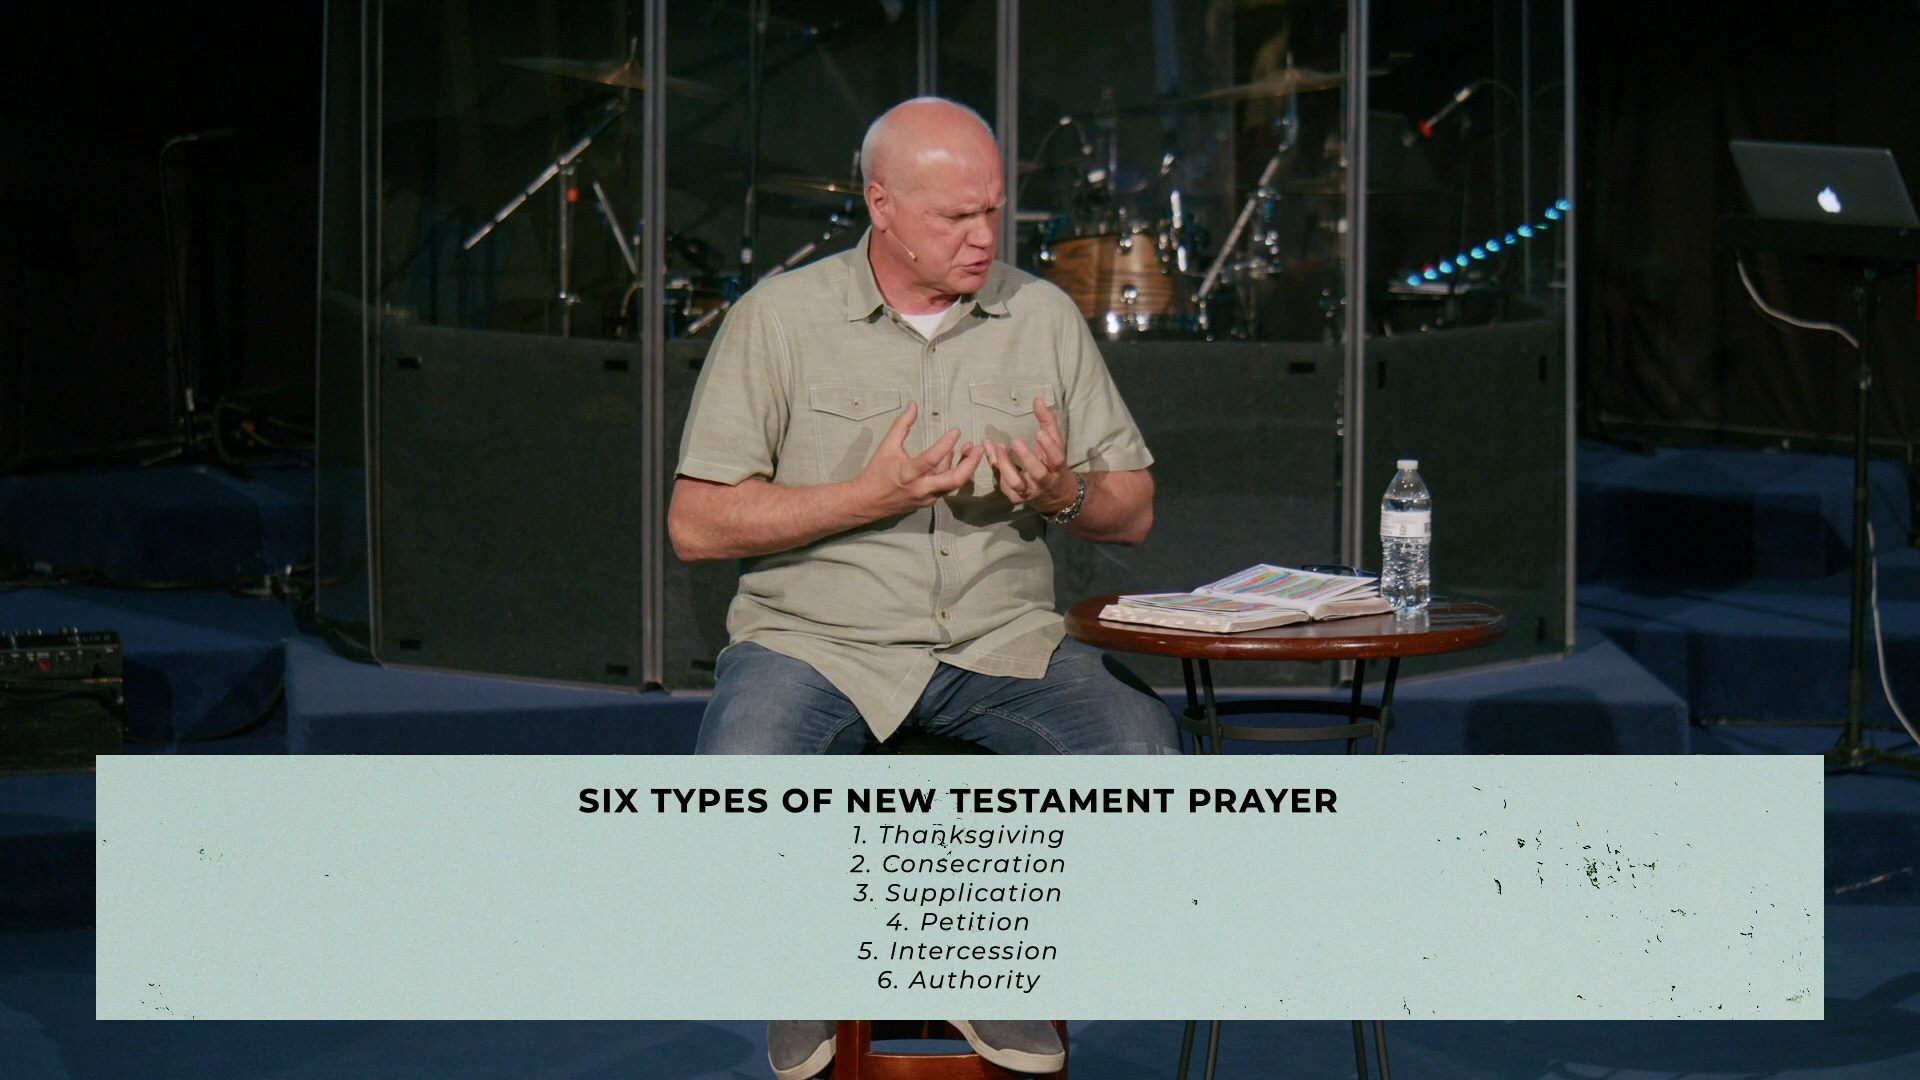 SIX TYPES OF NEW TESTAMENT PRAYER
1. Thanksgiving
2. Consecration
3. Supplication
4. Petition
5. Intercession
6. Authority